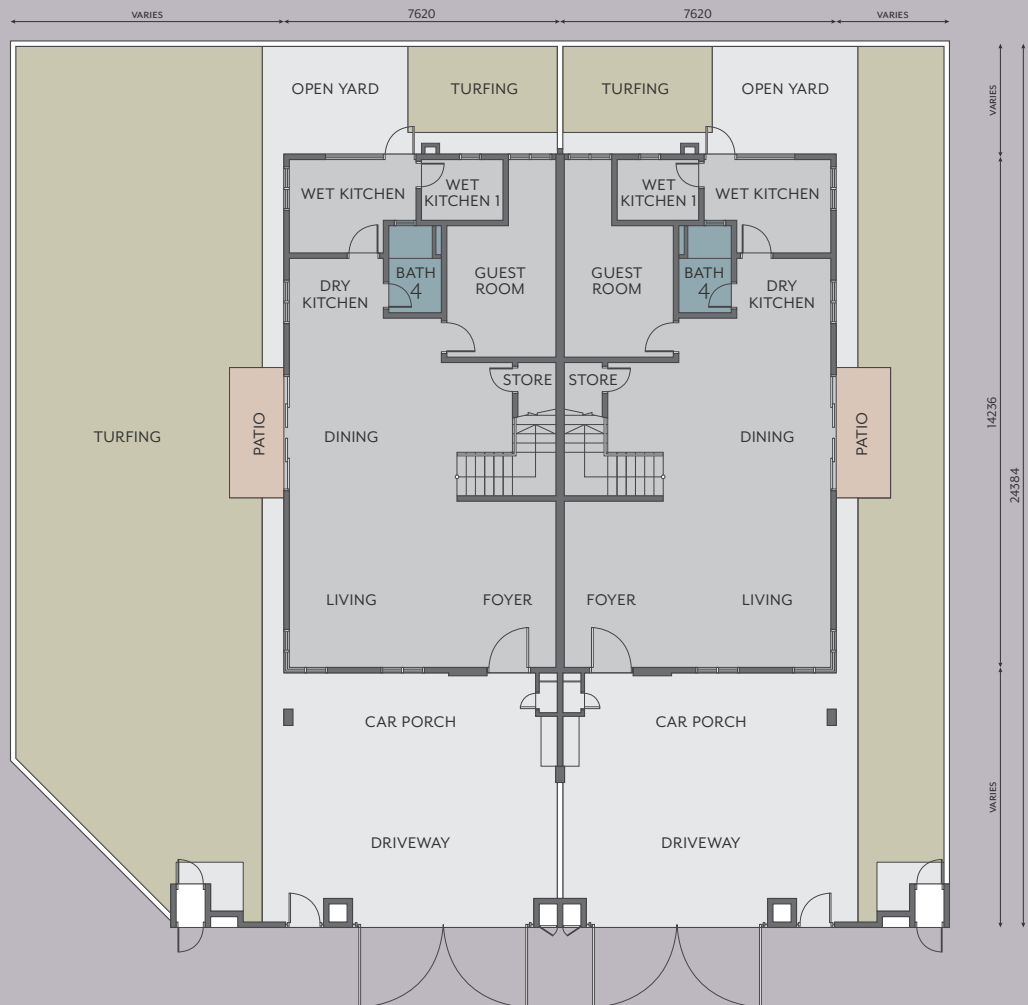 VARIES
7620
7620
VARIES
OPEN YARD
TURFING
TURFING
OPEN YARD
VARIES
WET KITCHEN
WET
KITCHEN 1
WET
KITCHEN 1
WET KITCHEN
DRY
KITCHEN
BATH
4
GUEST
ROOM
GUEST
ROOM
BATH
4
DRY
KITCHEN
STORE
STORE
TURFING
PATIO
DINING
DINING
PATIO
14236
24384
LIVING
FOYER
FOYER
LIVING
CAR PORCH
CAR PORCH
VARIES
DRIVEWAY
DRIVEWAY